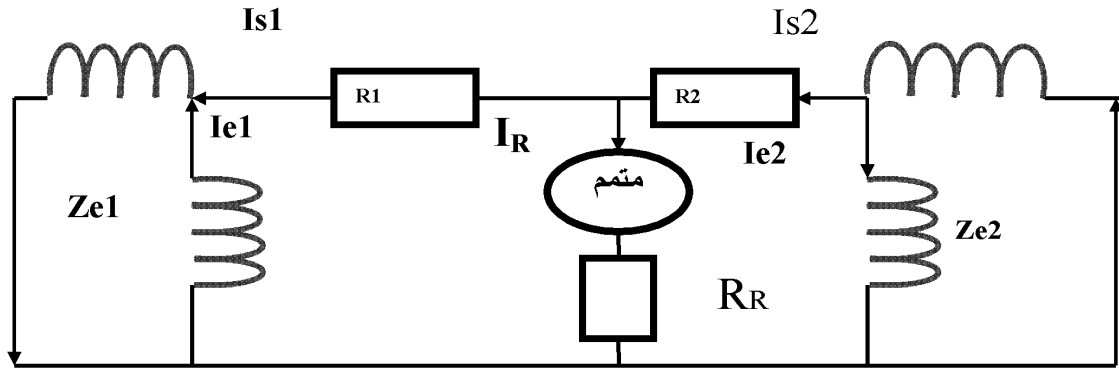 Is1
Is2
R1
R2
Ie1
IR
Ie2
متمم
Ze1
Ze2
RR